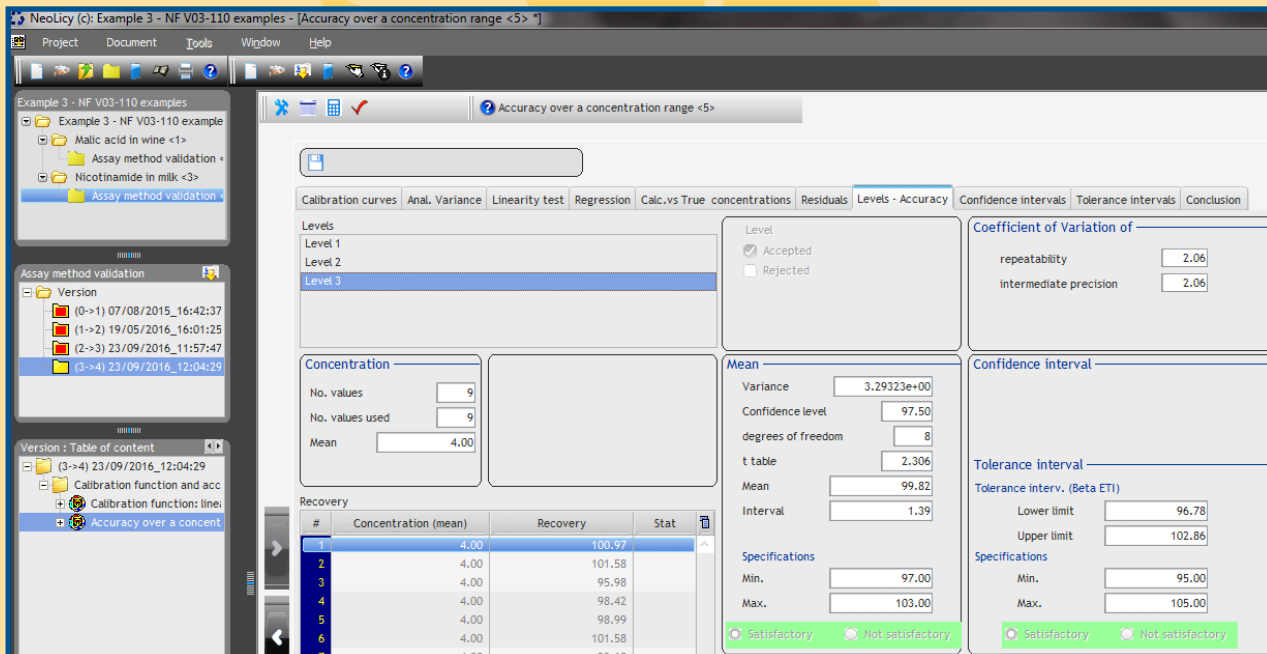 NeoLicy (c): Example 3 - NF V03-110 examples - [Accuracy over a concentration range <5> *]
Project Document Tools Window Help
Example 3 - NF V03-110 examples
Example 3 - NF V03-110 example
Malic acid in wine <1>
Assay method validation <
Nicotinamide in milk <3>
Assay method validation <
Assay method validation
Version
(0->1) 07/08/2015_16:42:37
(1->2) 19/05/2016_16:01:25
(2->3) 23/09/2016_11:57:47
(3->4) 23/09/2016_12:04:29
Version : Table of content
(3->4) 23/09/2016_12:04:29
Calibration function and acc
Calibration function: linea
Accuracy over a concent
Accuracy over a concentration range <5>
Calibration curves Anal. Variance Linearity test Regression Calc.vs True concentrations Residuals Levels - Accuracy Confidence intervals Tolerance intervals Conclusion
Levels
Level 1
Level 2
Level 3
Level
Accepted
Rejected
Coefficient of Variation of
repeatability 2.06
intermediate precision 2.06
Concentration
No. values 9
No. values used 9
Mean 4.00
Recovery
# Concentration (mean) Recovery Stat
1 4.00 100.97
2 4.00 101.58
3 4.00 95.98
4 4.00 98.42
5 4.00 98.99
6 4.00 101.58
Mean
Variance 3.29323e+00
Confidence level 97.50
degrees of freedom 8
t table 2.306
Mean 99.82
Interval 1.39
Specifications
Min. 97.00
Max. 103.00
Satisfactory Not satisfactory
Confidence interval
Tolerance interval
Tolerance interv. (Beta ETI)
Lower limit 96.78
Upper limit 102.86
Specifications
Min. 95.00
Max. 105.00
Satisfactory Not satisfactory